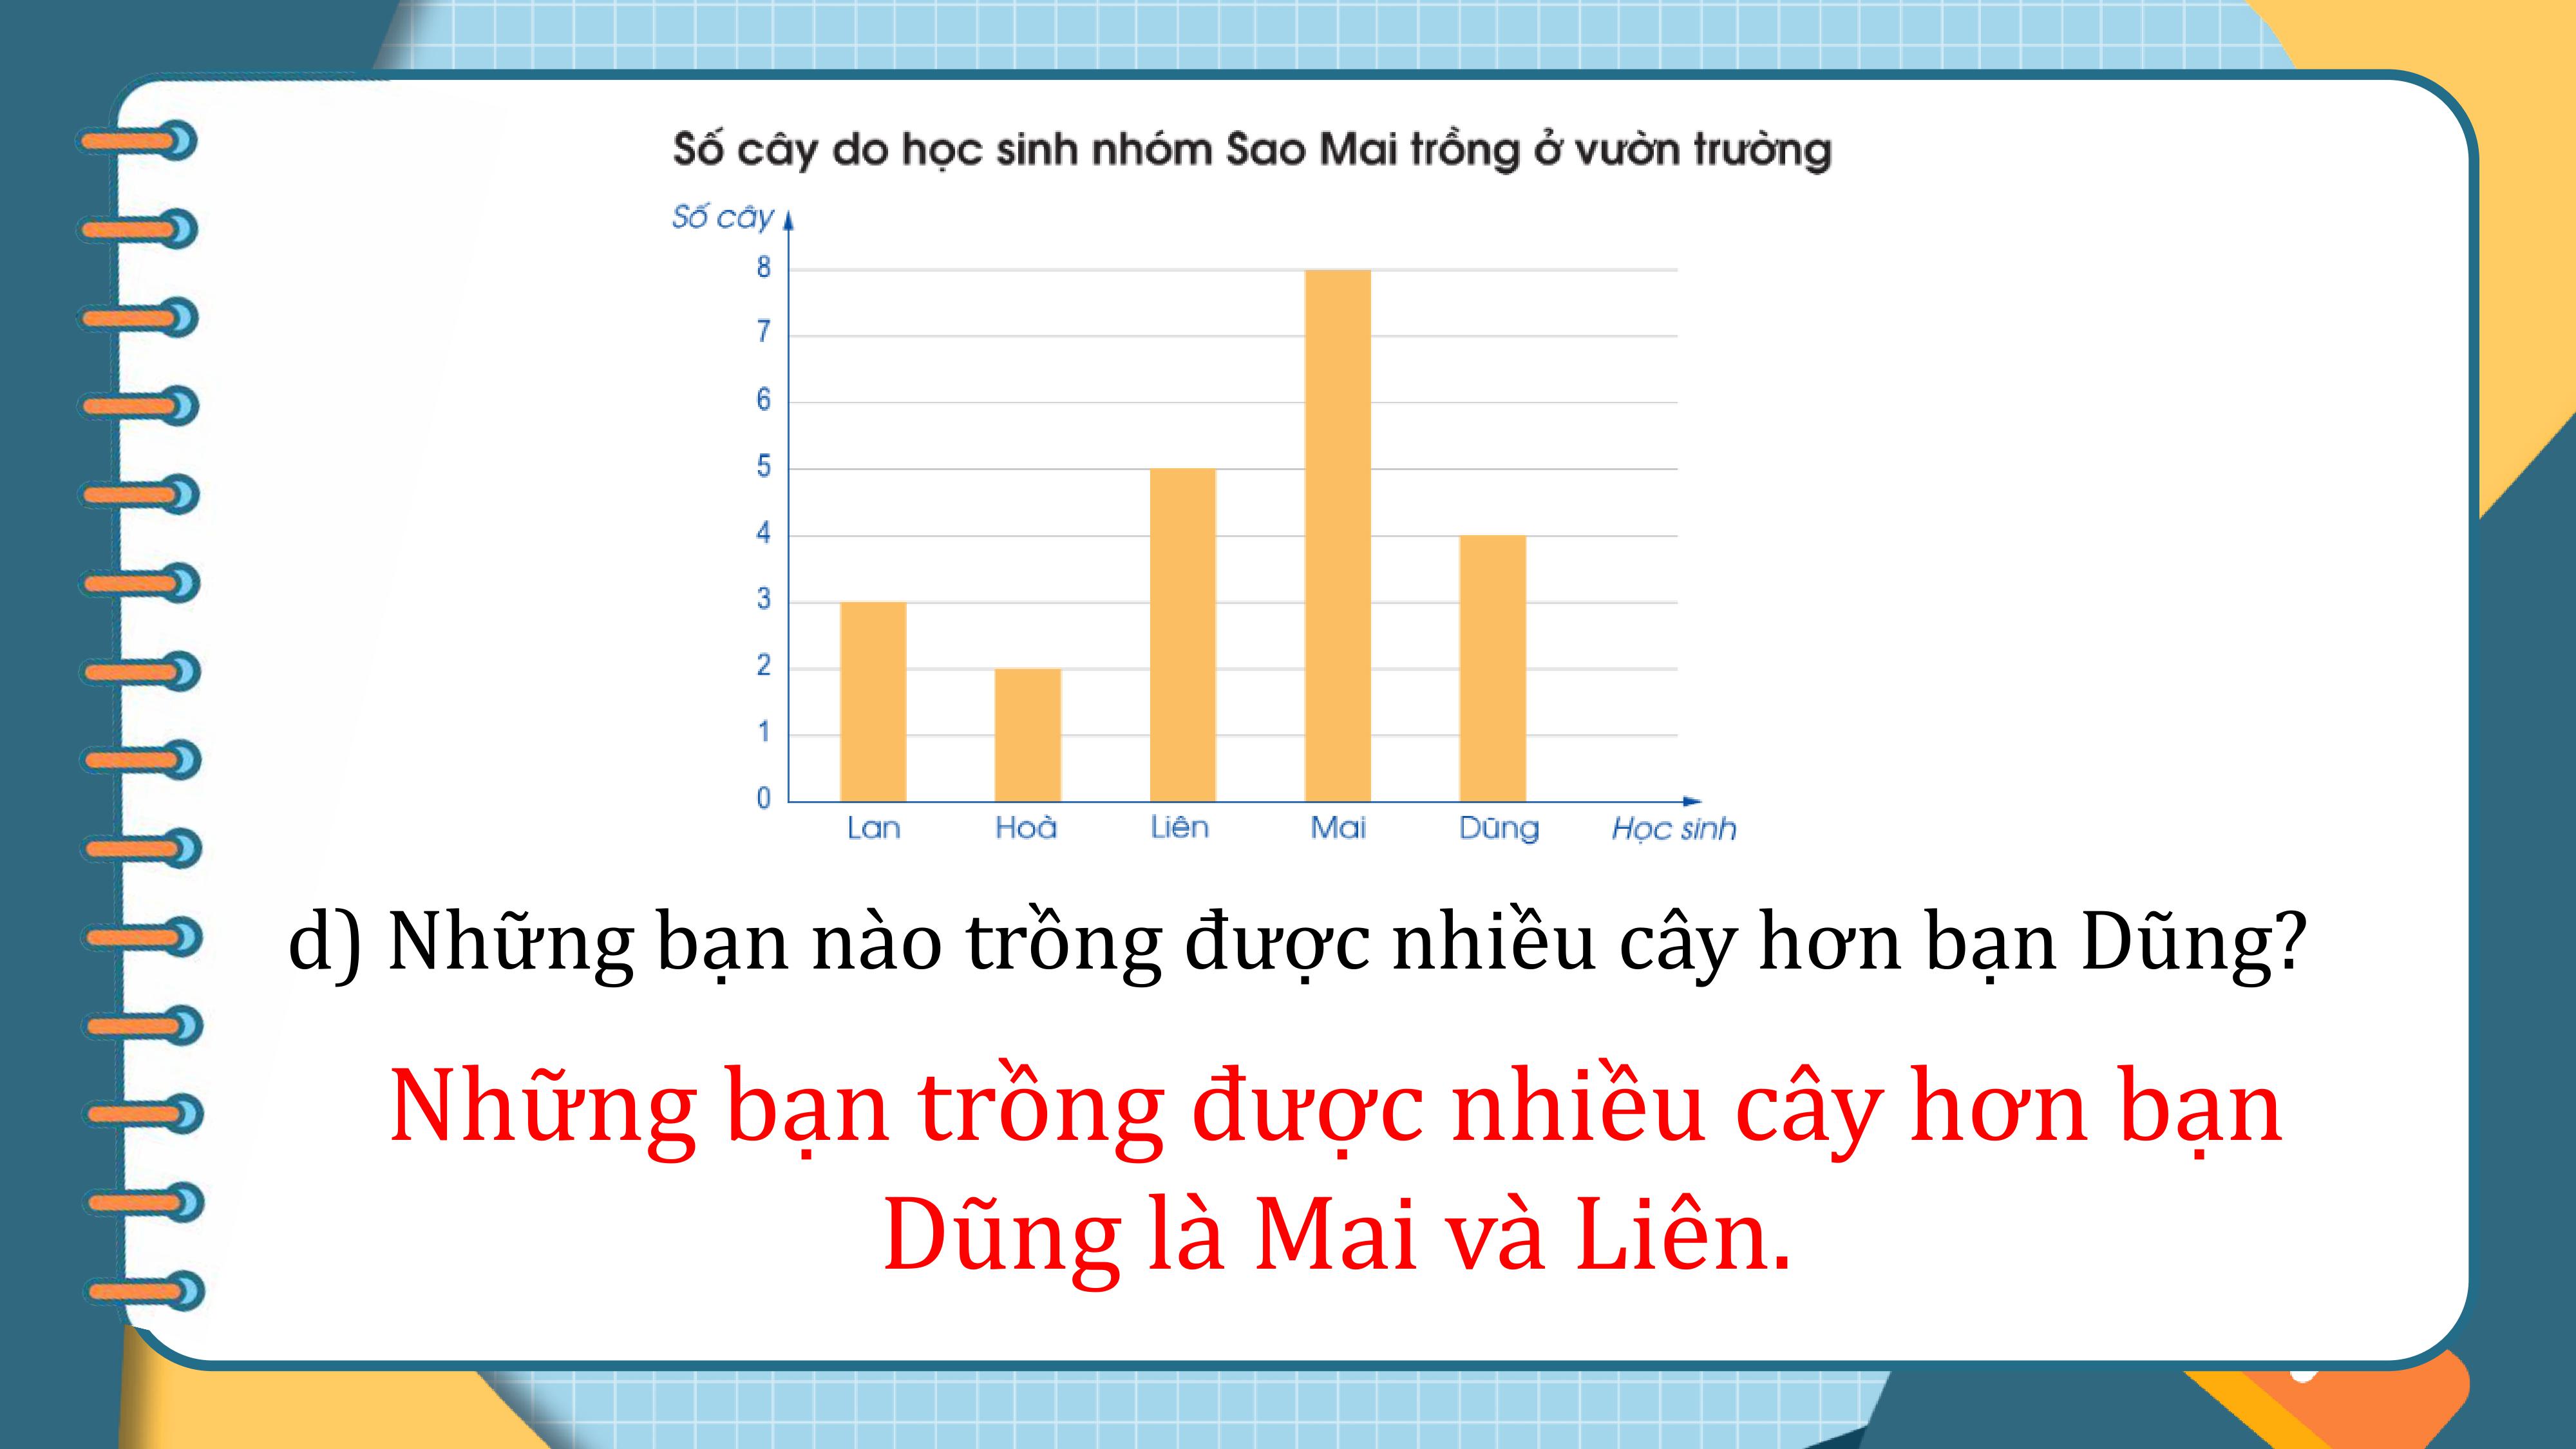 Số cây do học sinh nhóm Sao Mai trồng ở vườn trường
Số cây
8
7
6
5
4
3
2
1
0
Lan Hoà Liên Mai Dũng Học sinh
d) Những bạn nào trồng được nhiều cây hơn bạn Dũng?
Những bạn trồng được nhiều cây hơn bạn
Dũng là Mai và Liên.